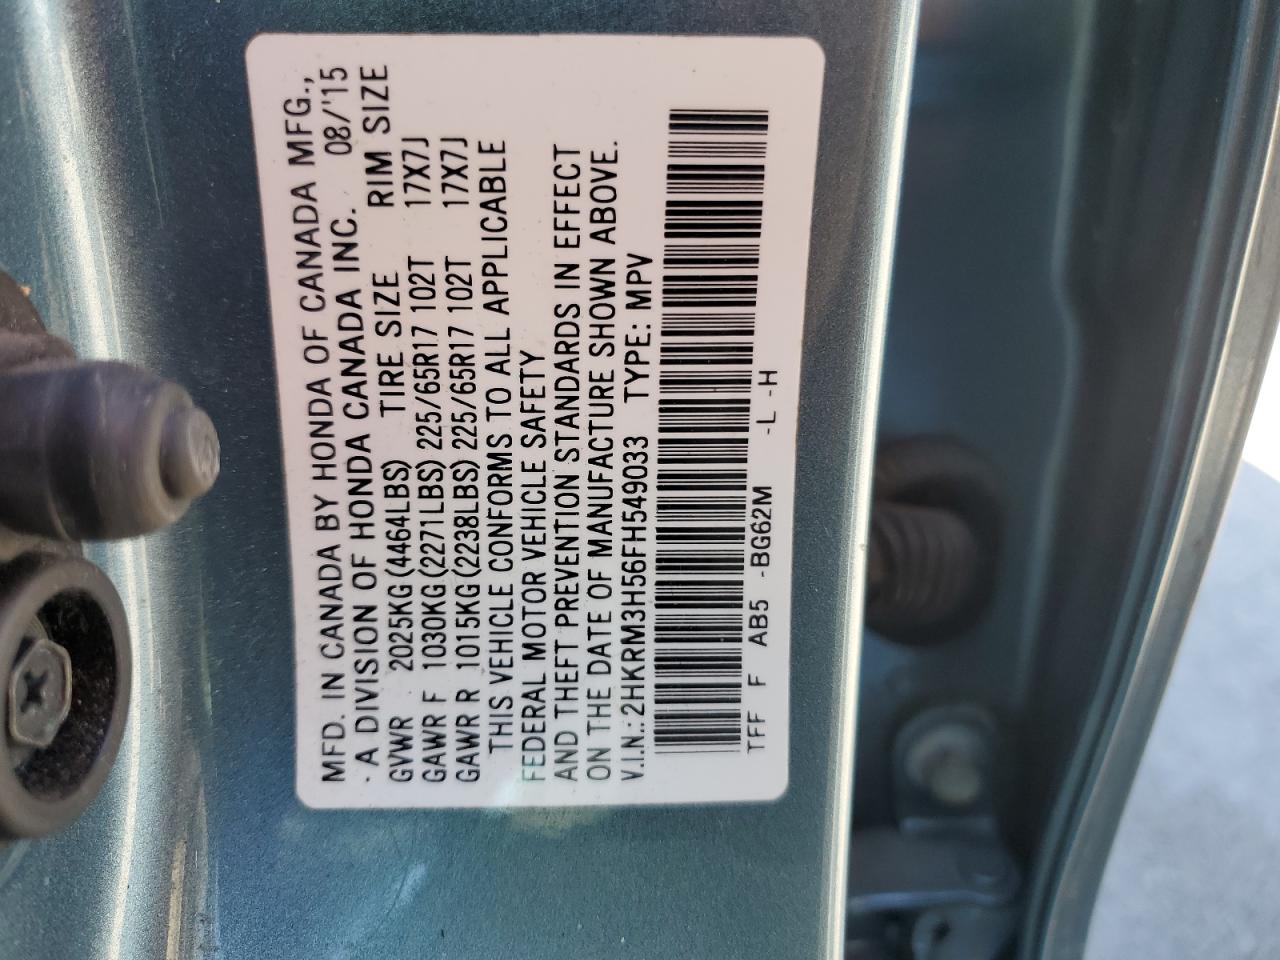 MFD. IN CANADA BY HONDA OF CANADA MFG.,
· A DIVISION OF HONDA CANADA INC. 08/'15
GVWR 2025KG(4464LBS) TIRE SIZE RIM SIZE
GAWR F 1030KG(2271LBS) 225/65R17 102T 17X7J
GAWR R 1015KG(2238LBS) 225/65R17 102T 17X7J
THIS VEHICLE CONFORMS TO ALL APPLICABLE
FEDERAL MOTOR VEHICLE SAFETY
AND THEFT PREVENTION STANDARDS IN EFFECT
ON THE DATE OF MANUFACTURE SHOWN ABOVE.
V.I.N.: 2HKRM3H56FH549033 TYPE: MPV
TFF F AB5 -BG62M -L -H